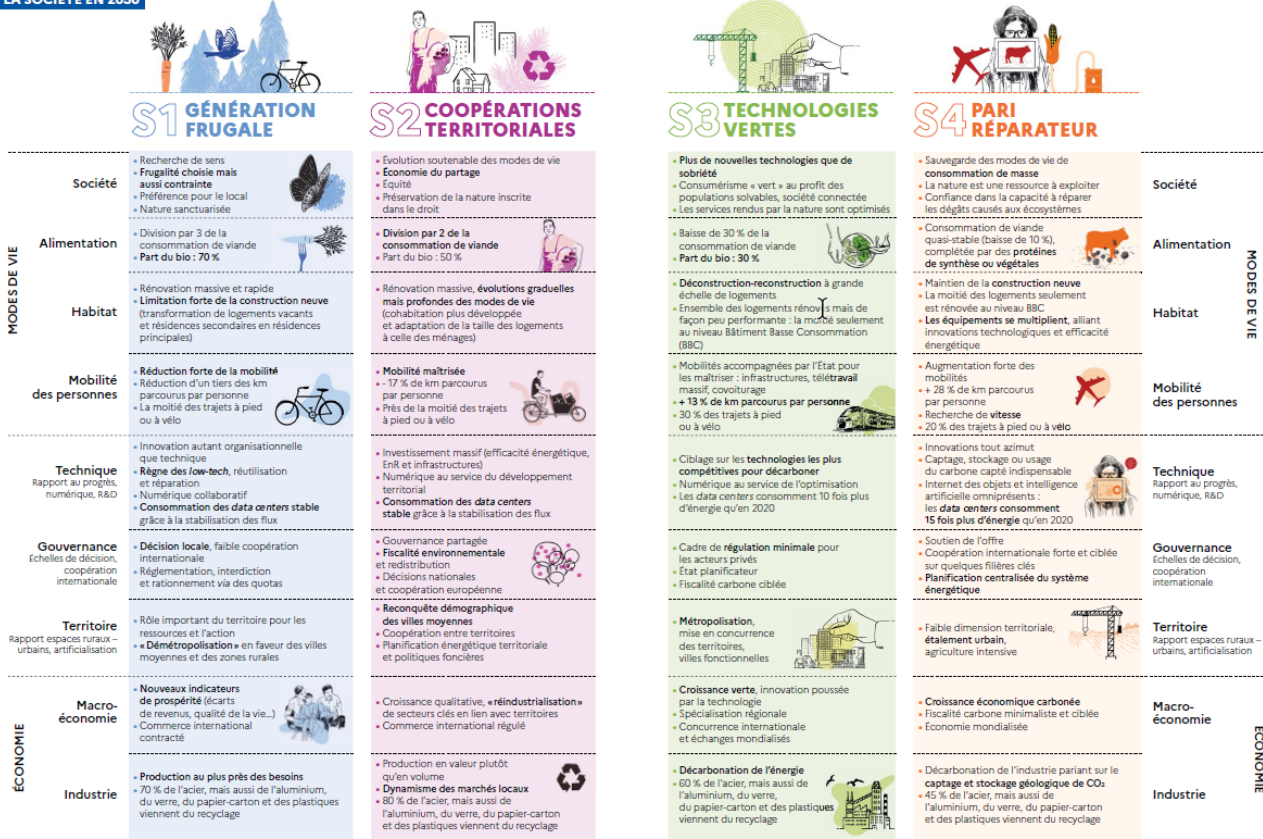 LA SOCIÉTÉ EN 2050
S1 GÉNÉRATION
FRUGALE
S2 COOPÉRATIONS
TERRITORIALES
S3 TECHNOLOGIES
VERTES
S4 PARI
RÉPARATEUR
MODES DE VIE
Société
• Recherche de sens
• Frugalité choisie mais
aussi contrainte
• Préférence pour le local
• Nature sanctuarisée
• Évolution soutenable des modes de vie
• Économie du partage
• Équité
• Préservation de la nature inscrite
dans le droit
• Plus de nouvelles technologies que de
sobriété
• Consumérisme « vert » au profit des
populations solvables, société connectée
• Les services rendus par la nature sont optimisés
• Sauvegarde des modes de vie de
consommation de masse
• La nature est une ressource à exploiter
• Confiance dans la capacité à réparer
les dégâts causés aux écosystèmes
Société
Alimentation
• Division par 3 de la
consommation de viande
• Part du bio : 70 %
• Division par 2 de la
consommation de viande
• Part du bio : 50 %
• Baisse de 30 % de la
consommation de viande
• Part du bio : 30 %
• Consommation de viande
quasi-stable (baisse de 10 %),
complétée par des protéines
de synthèse ou végétales
Alimentation
MODES DE VIE
Habitat
• Rénovation massive et rapide
• Limitation forte de la construction neuve
(transformation de logements vacants
et résidences secondaires en résidences
principales)
• Rénovation massive, évolutions graduelles
mais profondes des modes de vie
(cohabitation plus développée
et adaptation de la taille des logements
à celle des ménages)
• Déconstruction-reconstruction à grande
échelle de logements
• Ensemble des logements rénovés mais de
façon peu performante : la moitié seulement
au niveau Bâtiment Basse Consommation
(BBC)
• Maintien de la construction neuve
• La moitié des logements seulement
est rénovée au niveau BBC
• Les équipements se multiplient, alliant
innovations technologiques et efficacité
énergétique
Habitat
Mobilité
des personnes
• Réduction forte de la mobilité
• Réduction d'un tiers des km
parcourus par personne
• La moitié des trajets à pied
ou à vélo
• Mobilité maîtrisée
• - 17 % de km parcourus
par personne
• Près de la moitié des trajets
à pied ou à vélo
• Mobilités accompagnées par l'État pour
les maîtriser : infrastructures, télétravail
massif, covoiturage
• + 13 % de km parcourus par personne
• 30 % des trajets à pied
ou à vélo
• Augmentation forte des
mobilités
• + 28 % de km parcourus
par personne
• Recherche de vitesse
• 20 % des trajets à pied ou à vélo
Mobilité
des personnes
Technique
Rapport au progrès,
numérique, R&D
• Innovation autant organisationnelle
que technique
• Règne des low-tech, réutilisation
et réparation
• Numérique collaboratif
• Consommation des data centers stable
grâce à la stabilisation des flux
• Investissement massif (efficacité énergétique,
EnR et infrastructures)
• Numérique au service du développement
territorial
• Consommation des data centers
stable grâce à la stabilisation des flux
• Ciblage sur les technologies les plus
compétitives pour décarboner
• Numérique au service de l'optimisation
• Les data centers consomment 10 fois plus
d'énergie qu'en 2020
• Innovations tout azimut
• Captage, stockage ou usage
du carbone capté indispensable
• Internet des objets et intelligence
artificielle omniprésents :
les data centers consomment
15 fois plus d'énergie qu'en 2020
Technique
Rapport au progrès,
numérique, R&D
Gouvernance
Échelles de décision,
coopération
internationale
• Décision locale, faible coopération
internationale
• Réglementation, interdiction
et rationnement via des quotas
• Gouvernance partagée
• Fiscalité environnementale
et redistribution
• Décisions nationales
et coopération européenne
• Cadre de régulation minimale pour
les acteurs privés
• État planificateur
• Fiscalité carbone ciblée
• Soutien de l'offre
• Coopération internationale forte et ciblée
sur quelques filières clés
• Planification centralisée du système
énergétique
Gouvernance
Échelles de décision,
coopération
internationale
Territoire
Rapport espaces ruraux –
urbains, artificialisation
• Rôle important du territoire pour les
ressources et l'action
• « Démétropolisation » en faveur des villes
moyennes et des zones rurales
• Reconquête démographique
des villes moyennes
• Coopération entre territoires
• Planification énergétique territoriale
et politiques foncières
• Métropolisation,
mise en concurrence
des territoires,
villes fonctionnelles
• Faible dimension territoriale,
étalement urbain,
agriculture intensive
Territoire
Rapport espaces ruraux –
urbains, artificialisation
ÉCONOMIE
Macro-
économie
• Nouveaux indicateurs
de prospérité (écarts
de revenus, qualité de la vie...)
• Commerce international
contracté
• Croissance qualitative, « réindustrialisation »
de secteurs clés en lien avec territoires
• Commerce international régulé
• Croissance verte, innovation poussée
par la technologie
• Spécialisation régionale
• Concurrence internationale
et échanges mondialisés
• Croissance économique carbonée
• Fiscalité carbone minimaliste et ciblée
• Économie mondialisée
Macro-
économie
ÉCONOMIE
Industrie
• Production au plus près des besoins
• 70 % de l'acier, mais aussi de l'aluminium,
du verre, du papier-carton et des plastiques
viennent du recyclage
• Production en valeur plutôt
qu'en volume
• Dynamisme des marchés locaux
• 80 % de l'acier, mais aussi de
l'aluminium, du verre, du papier-carton
et des plastiques viennent du recyclage
• Décarbonation de l'énergie
• 60 % de l'acier, mais aussi de
l'aluminium, du verre,
du papier-carton et des plastiques
viennent du recyclage
• Décarbonation de l'industrie pariant sur le
captage et stockage géologique de CO₂
• 45 % de l'acier, mais aussi de
l'aluminium, du verre, du papier-carton
et des plastiques viennent du recyclage
Industrie